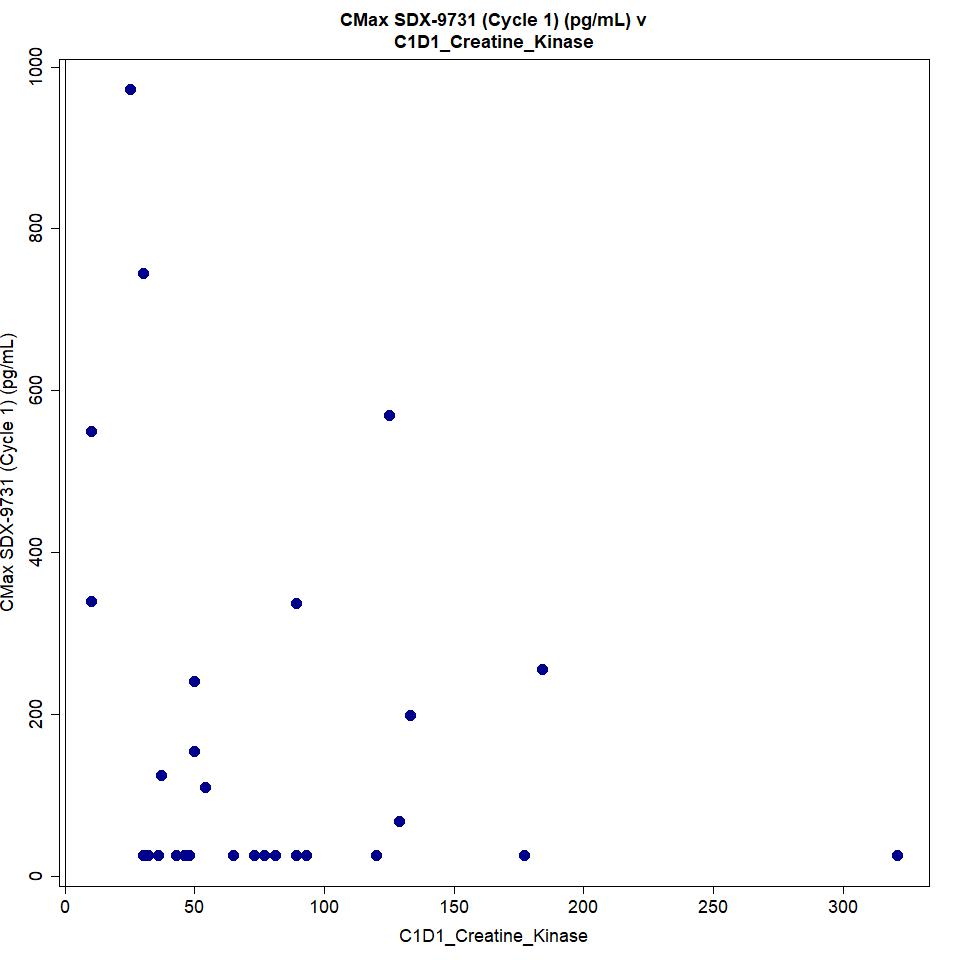 CMax SDX-9731 (Cycle 1) (pg/mL) v
C1D1_Creatine_Kinase
CMax SDX-9731 (Cycle 1) (pg/mL)
1000
800
600
400
200
0
0 50 100 150 200 250 300
C1D1_Creatine_Kinase